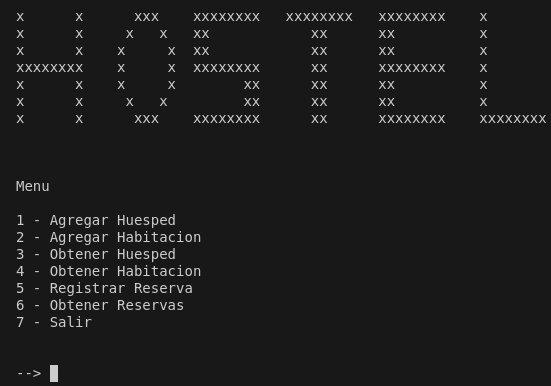 x      x      xxx    xxxxxxxx   xxxxxxxx   xxxxxxxx    x
x      x     x   x   xx            xx      xx          x
x      x    x     x  xx            xx      xx          x
xxxxxxxx    x     x  xxxxxxxx      xx      xxxxxxxx    x
x      x    x     x        xx      xx      xx          x
x      x     x   x         xx      xx      xx          x
x      x      xxx    xxxxxxxx      xx      xxxxxxxx    xxxxxxxx
Menu
1 - Agregar Huesped
2 - Agregar Habitacion
3 - Obtener Huesped
4 - Obtener Habitacion
5 - Registrar Reserva
6 - Obtener Reservas
7 - Salir
-->